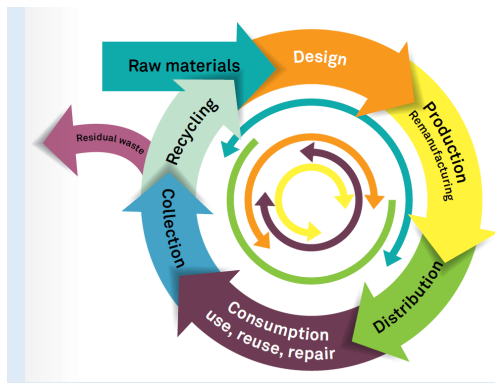 Raw materials
Design
Production
Remanufacturing
Distribution
Consumption
use, reuse, repair
Collection
Recycling
Residual waste